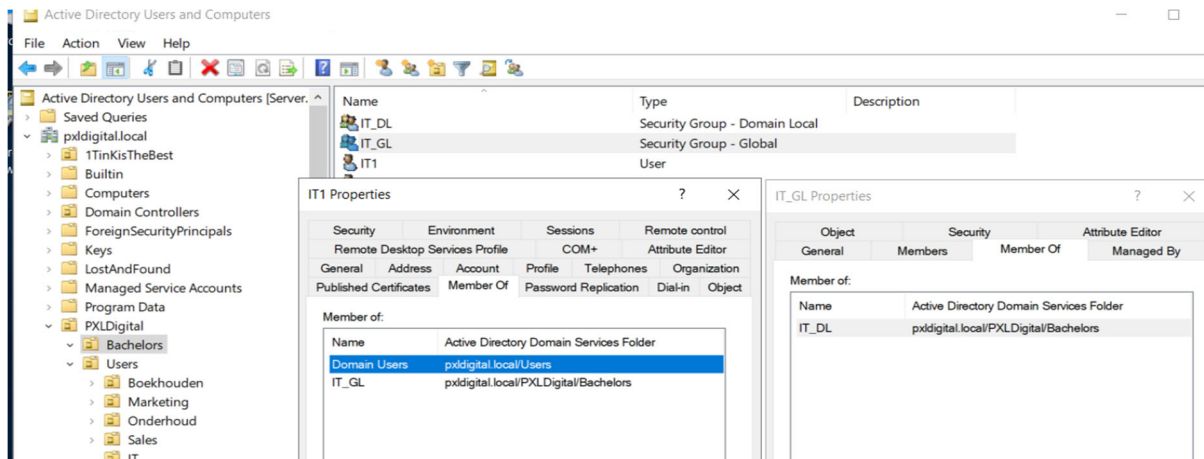 Active Directory Users and Computers
File Action View Help
Active Directory Users and Computers [Server.
Saved Queries
pxldigital.local
1TinKisTheBest
Builtin
Computers
Domain Controllers
ForeignSecurityPrincipals
Keys
LostAndFound
Managed Service Accounts
Program Data
PXLDigital
Bachelors
Users
Boekhouden
Marketing
Onderhoud
Sales
IT
Name Type Description
IT_DL Security Group - Domain Local
IT_GL Security Group - Global
IT1 User
IT1 Properties ?
Security Environment Sessions Remote control
Remote Desktop Services Profile COM+ Attribute Editor
General Address Account Profile Telephones Organization
Published Certificates Member Of Password Replication Dial-in Object
Member of:
Name Active Directory Domain Services Folder
Domain Users pxldigital.local/Users
IT_GL pxldigital.local/PXLDigital/Bachelors
IT_GL Properties ?
Object Security Attribute Editor
General Members Member Of Managed By
Member of:
Name Active Directory Domain Services Folder
IT_DL pxldigital.local/PXLDigital/Bachelors